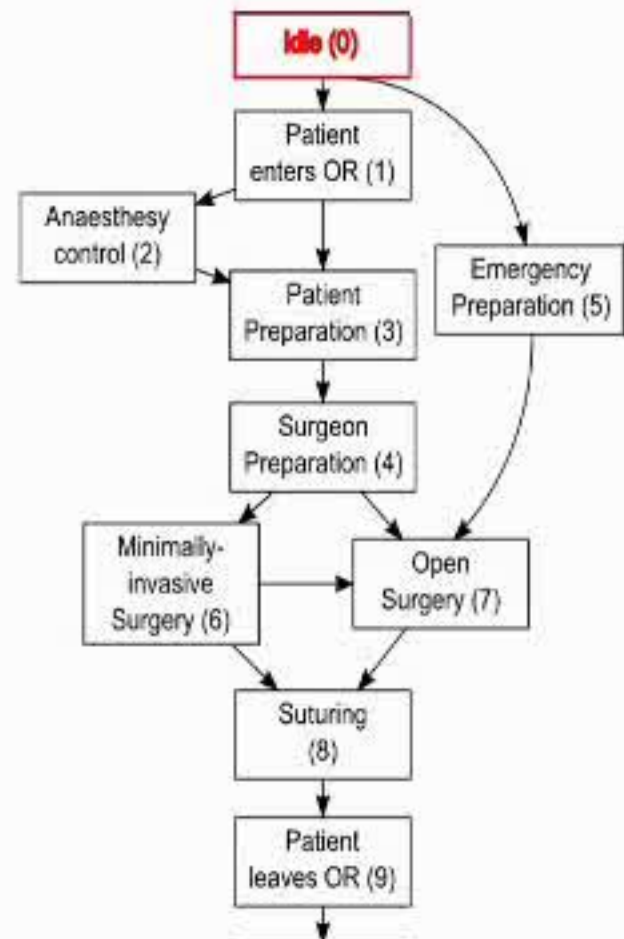 Idle (0)
Patient
enters OR (1)
Anaesthesy
control (2)
Emergency
Preparation (5)
Patient
Preparation (3)
Surgeon
Preparation (4)
Minimally-
invasive
Surgery (6)
Open
Surgery (7)
Suturing
(8)
Patient
leaves OR (9)